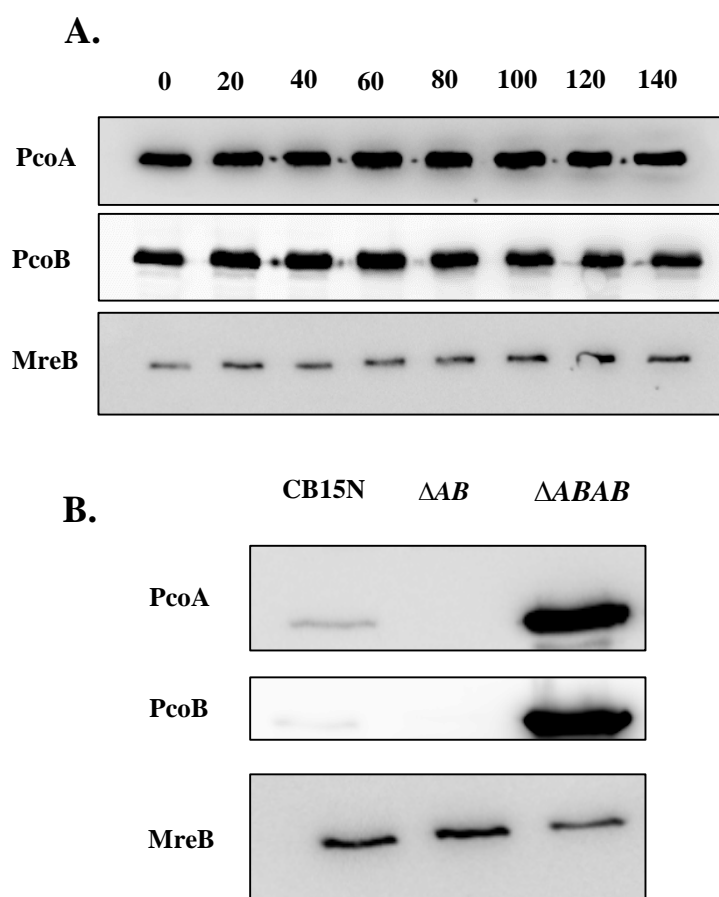 A.
0 20 40 60 80 100 120 140
PcoA
PcoB
MreB
B.
CB15N ΔAB ΔABAB
PcoA
PcoB
MreB